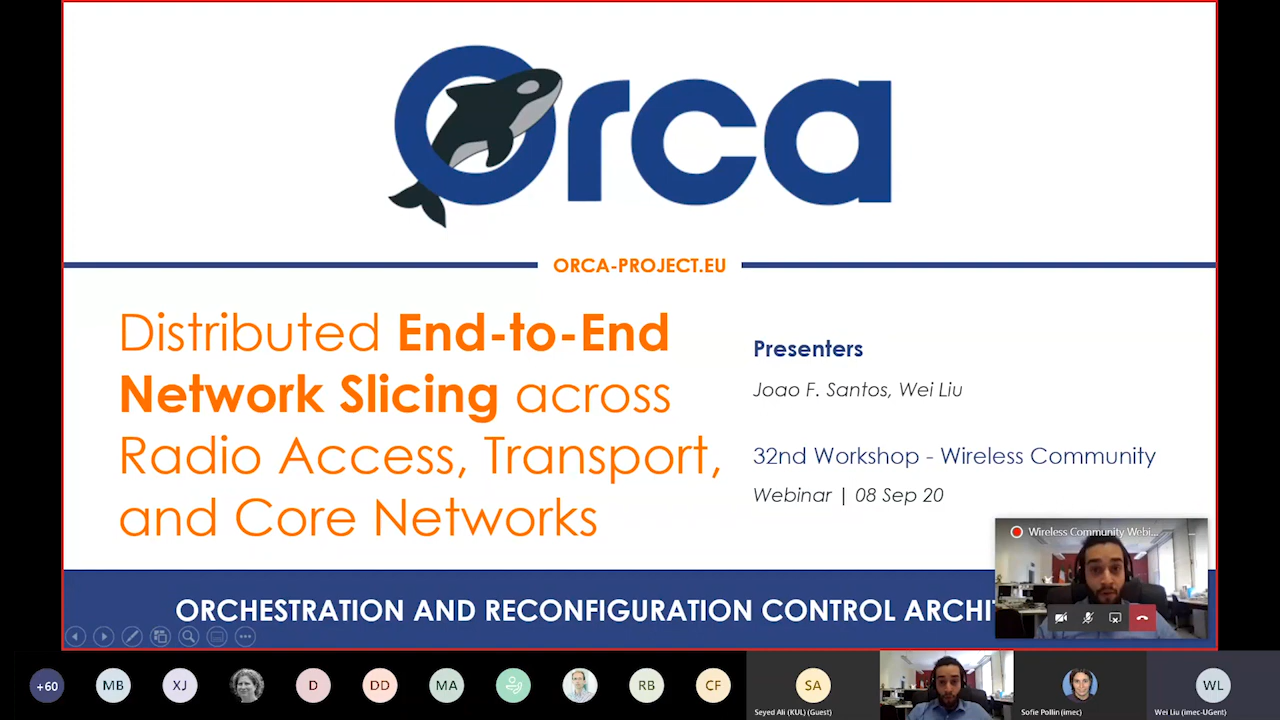 Orca
ORCA-PROJECT.EU
Distributed End-to-End
Network Slicing across
Radio Access, Transport,
and Core Networks
Presenters
Joao F. Santos, Wei Liu
32nd Workshop - Wireless Community
Webinar | 08 Sep 20
Wireless Community Webi...
ORCHESTRATION AND RECONFIGURATION CONTROL ARCHI
+60
MB
XJ
D
DD
MA
RB
CF
SA
WL
Seyed Ali (KUL) (Guest)
Sofie Pollin (imec)
Wei Liu (imec-UGent)